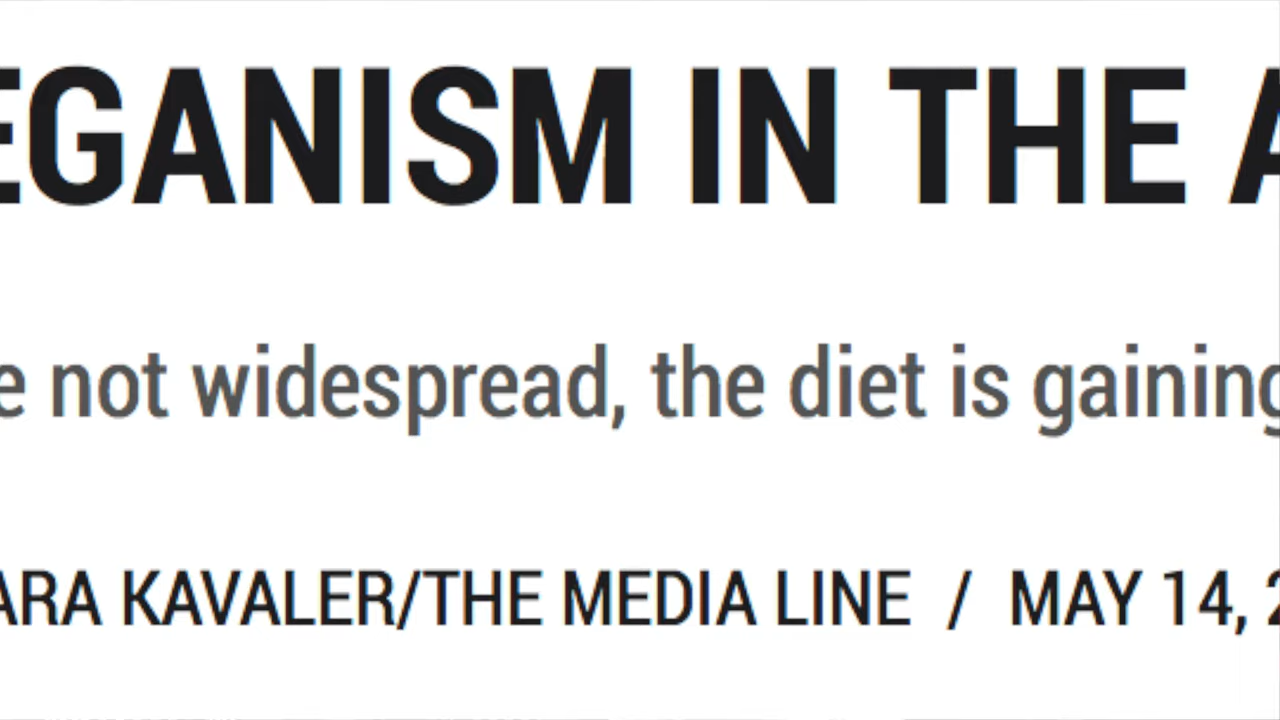 EGANISM IN THE A
e not widespread, the diet is gaining
ARA KAVALER/THE MEDIA LINE / MAY 14, 2